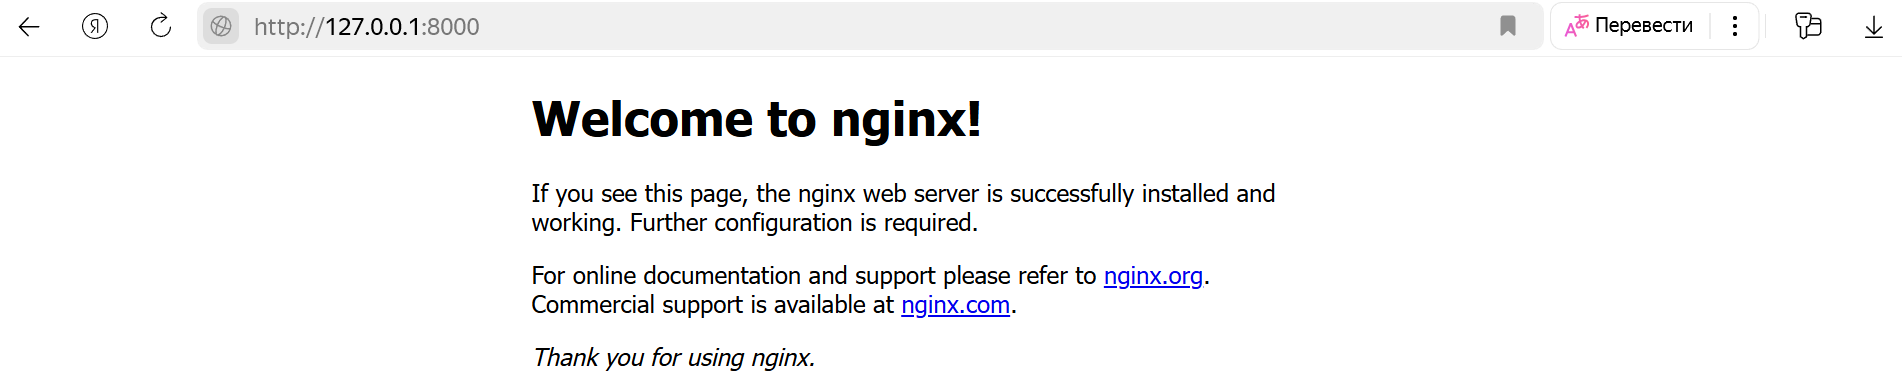 http://127.0.0.1:8000 Перевести
Welcome to nginx!
If you see this page, the nginx web server is successfully installed and
working. Further configuration is required.
For online documentation and support please refer to nginx.org.
Commercial support is available at nginx.com.
Thank you for using nginx.